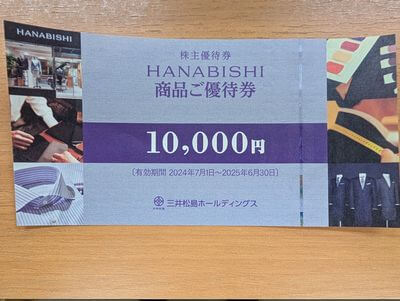 HANABISHI
株主優待券
HANABISHI
商品ご優待券
10,000円
〔有効期間 2024年7月1日～2025年6月30日〕
三井松島ホールディングス